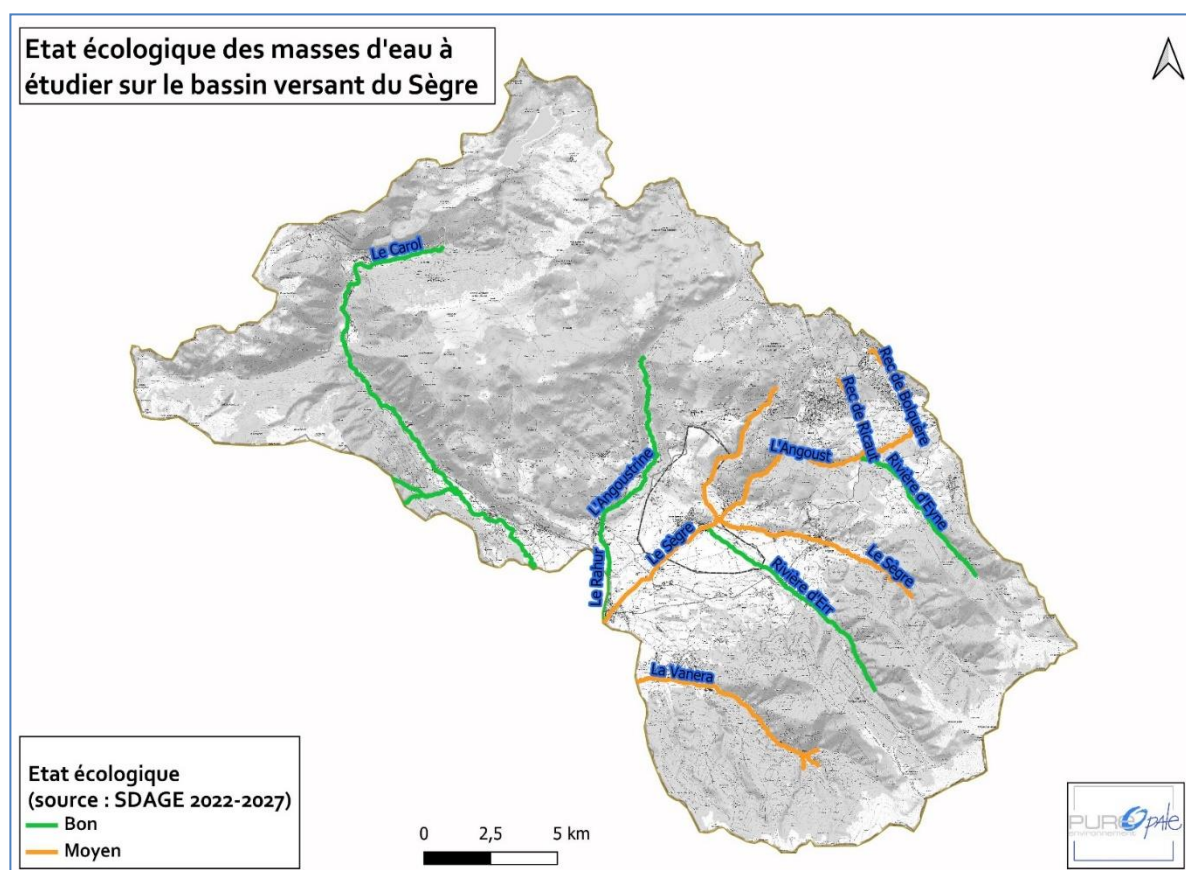 Etat écologique des masses d'eau à
étudier sur le bassin versant du Sègre
Le Carol
Rec de Bolquère
Rec de Ricaut
L'Angoust
Rivière d'Eyne
L'Angoustrine
Le Sègre
Le Sègre
Le Rahur
Rivière d'Err
La Vanera
Etat écologique
(source : SDAGE 2022-2027)
Bon
Moyen
0 2,5 5 km
PURE Opale
environnement